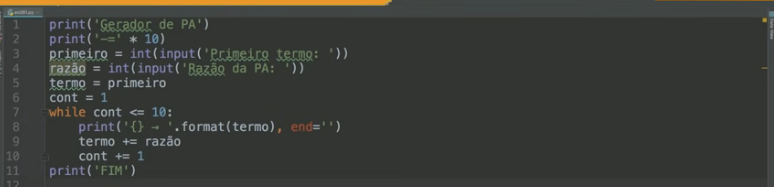 1 print('Gerador de PA')
2 print('-=' * 10)
3 primeiro = int(input('Primeiro termo: '))
4 razão = int(input('Razão da PA: '))
5 termo = primeiro
6 cont = 1
7 while cont <= 10:
8     print('{} → '.format(termo), end='')
9     termo += razão
10     cont += 1
11 print('FIM')
12